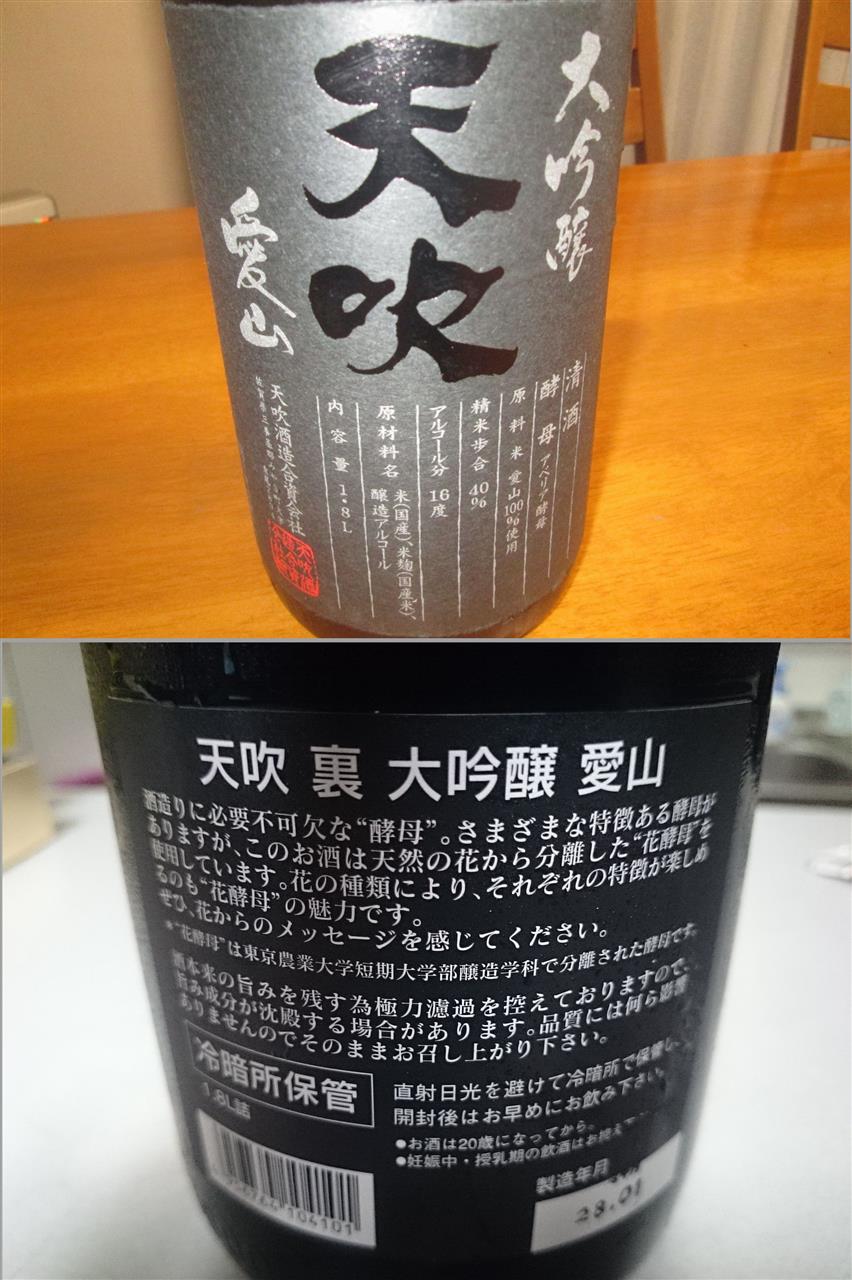 大吟醸
天吹
愛山
清酒
酵母 アベリア酵母
原料米 愛山100%使用
精米歩合 40%
アルコール分 16度
原材料名 米(国産)、米麹(国産米)、
醸造アルコール
内容量 1.8L
天吹酒造合資会社
天吹 裏 大吟醸 愛山
酒造りに必要不可欠な“酵母”。さまざまな特徴ある酵母が
ありますが、このお酒は天然の花から分離した“花酵母”を
使用しています。花の種類により、それぞれの特徴が楽しめ
るのも“花酵母”の魅力です。
ぜひ、花からのメッセージを感じてください。
*“花酵母”は東京農業大学短期大学部醸造学科で分離された酵母です。
酒本来の旨みを残す為極力濾過を控えておりますので、
旨み成分が沈殿する場合があります。品質には何ら影響
ありませんのでそのままお召し上がり下さい。
冷暗所保管
1.8L詰
直射日光を避けて冷暗所で保管し、
開封後はお早めにお飲み下さい。
●お酒は20歳になってから。
●妊娠中・授乳期の飲酒はお控え
104101
製造年月
28.01